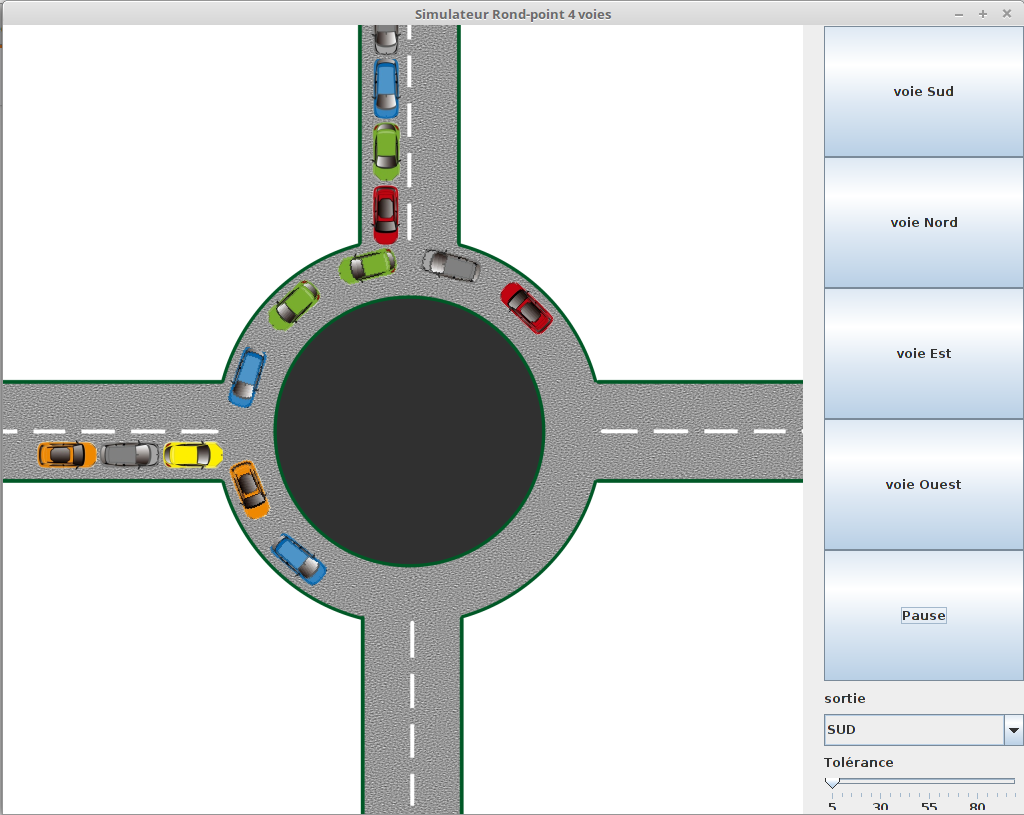 Simulateur Rond-point 4 voies
voie Sud
voie Nord
voie Est
voie Ouest
Pause
sortie
SUD
Tolérance
5 30 55 80